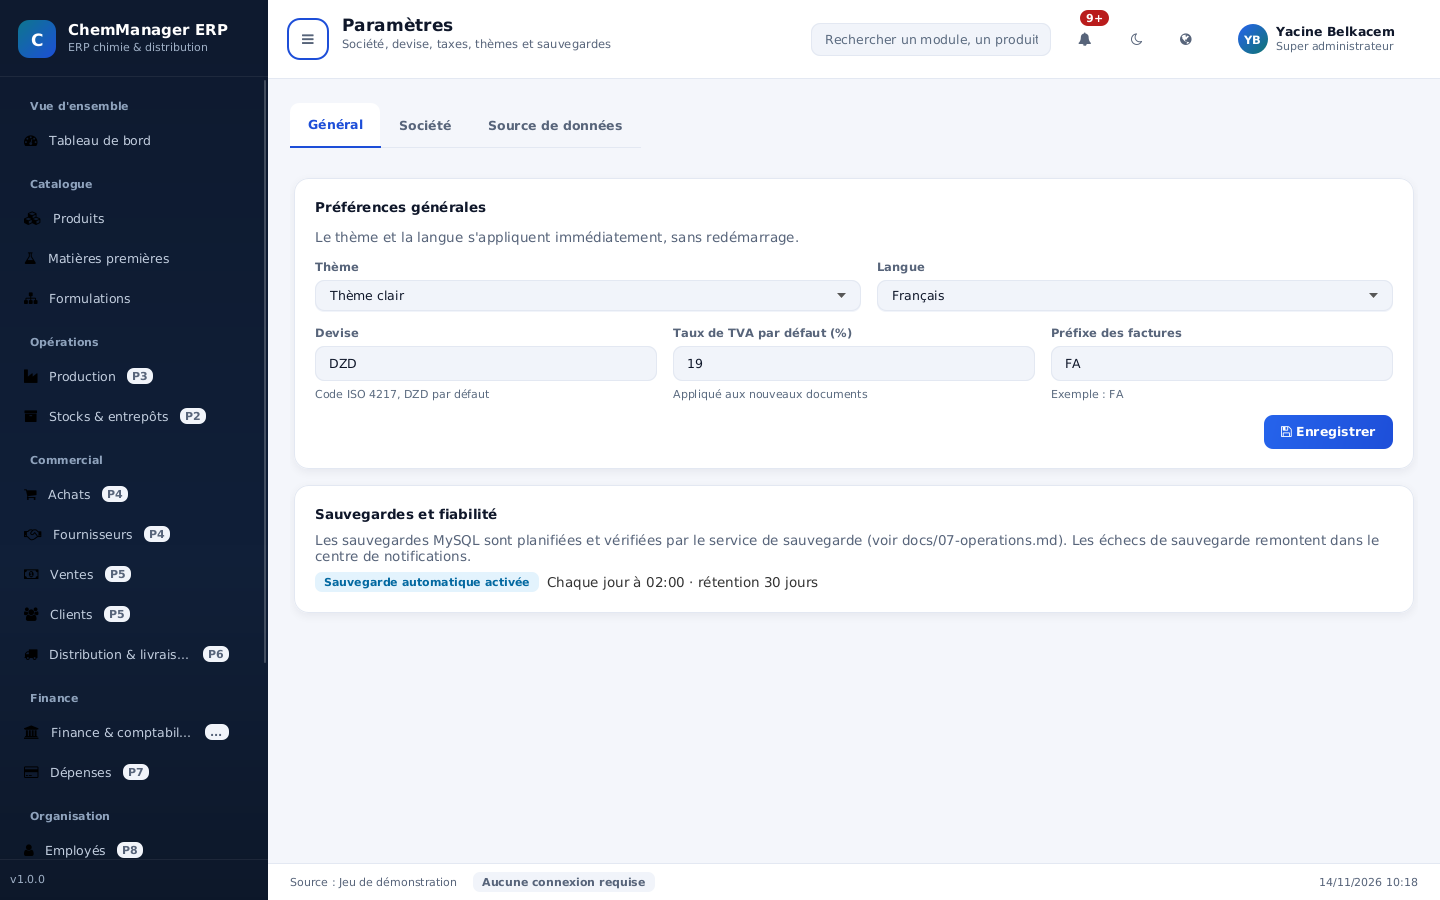 C
ChemManager ERP
ERP chimie & distribution
Vue d'ensemble
Tableau de bord
Catalogue
Produits
Matières premières
Formulations
Opérations
Production P3
Stocks & entrepôts P2
Commercial
Achats P4
Fournisseurs P4
Ventes P5
Clients P5
Distribution & livrais... P6
Finance
Finance & comptabil... ...
Dépenses P7
Organisation
Employés P8
v1.0.0
Paramètres
Société, devise, taxes, thèmes et sauvegardes
Rechercher un module, un produit
9+
YB
Yacine Belkacem
Super administrateur
Général Société Source de données
Préférences générales
Le thème et la langue s'appliquent immédiatement, sans redémarrage.
Thème Langue
Thème clair Français
Devise Taux de TVA par défaut (%) Préfixe des factures
DZD 19 FA
Code ISO 4217, DZD par défaut Appliqué aux nouveaux documents Exemple : FA
Enregistrer
Sauvegardes et fiabilité
Les sauvegardes MySQL sont planifiées et vérifiées par le service de sauvegarde (voir docs/07-operations.md). Les échecs de sauvegarde remontent dans le
centre de notifications.
Sauvegarde automatique activée Chaque jour à 02:00 · rétention 30 jours
Source : Jeu de démonstration Aucune connexion requise 14/11/2026 10:18